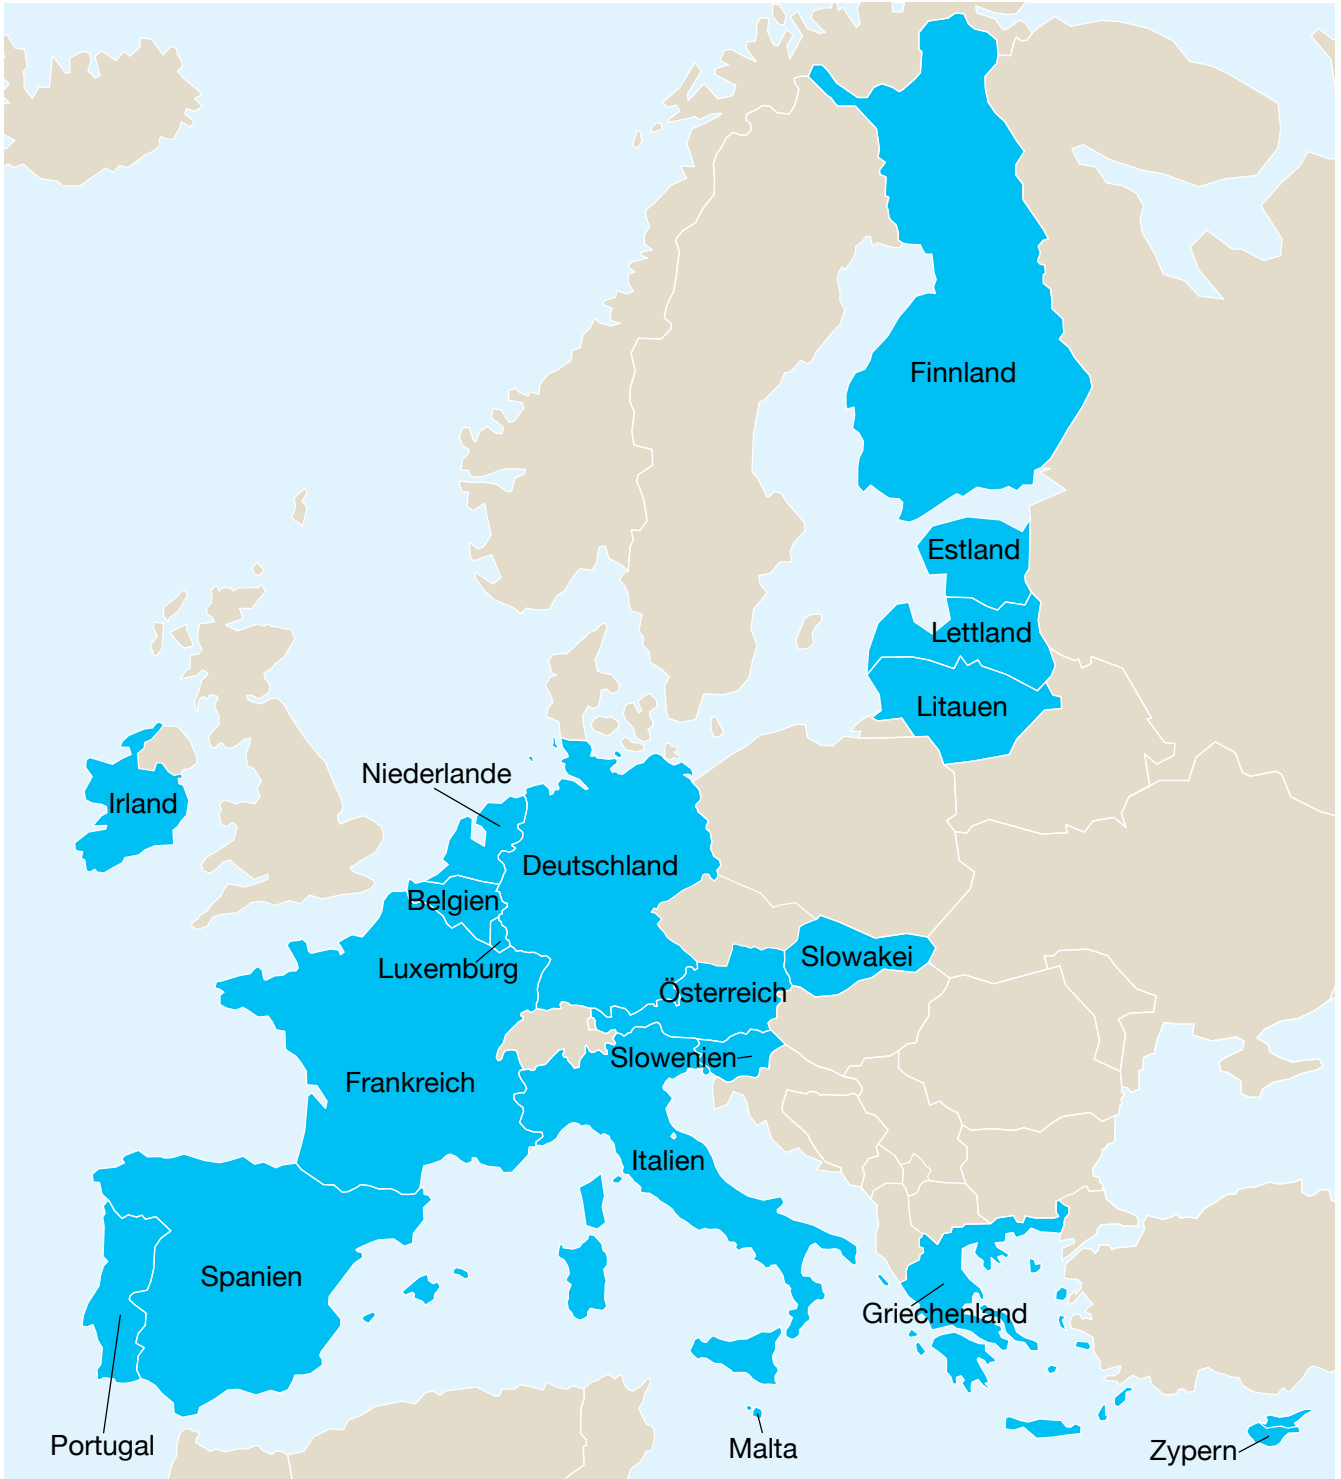 Finnland
Estland
Lettland
Litauen
Niederlande
Irland
Deutschland
Belgien
Slowakei
Luxemburg
Österreich
Slowenien
Frankreich
Italien
Spanien
Griechenland
Portugal
Malta
Zypern